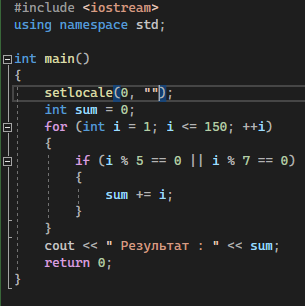 #include <iostream>
using namespace std;
int main()
{
setlocale(0, "");
int sum = 0;
for (int i = 1; i <= 150; ++i)
{
if (i % 5 == 0 || i % 7 == 0)
{
sum += i;
}
}
cout << " Результат : " << sum;
return 0;
}